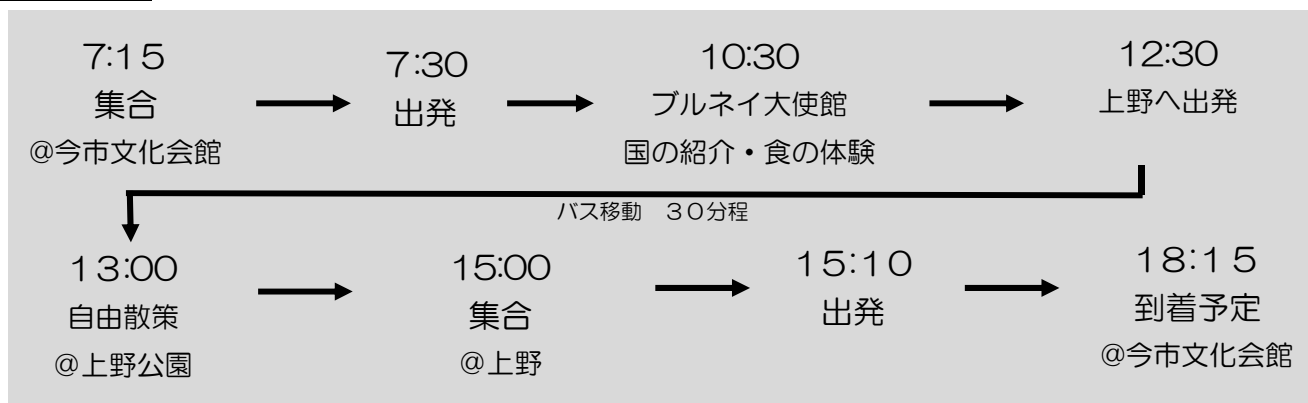 7:15
集合
@今市文化会館
7:30
出発
10:30
ブルネイ大使館
国の紹介・食の体験
12:30
上野へ出発
バス移動　30分程
13:00
自由散策
@上野公園
15:00
集合
@上野
15:10
出発
18:15
到着予定
@今市文化会館